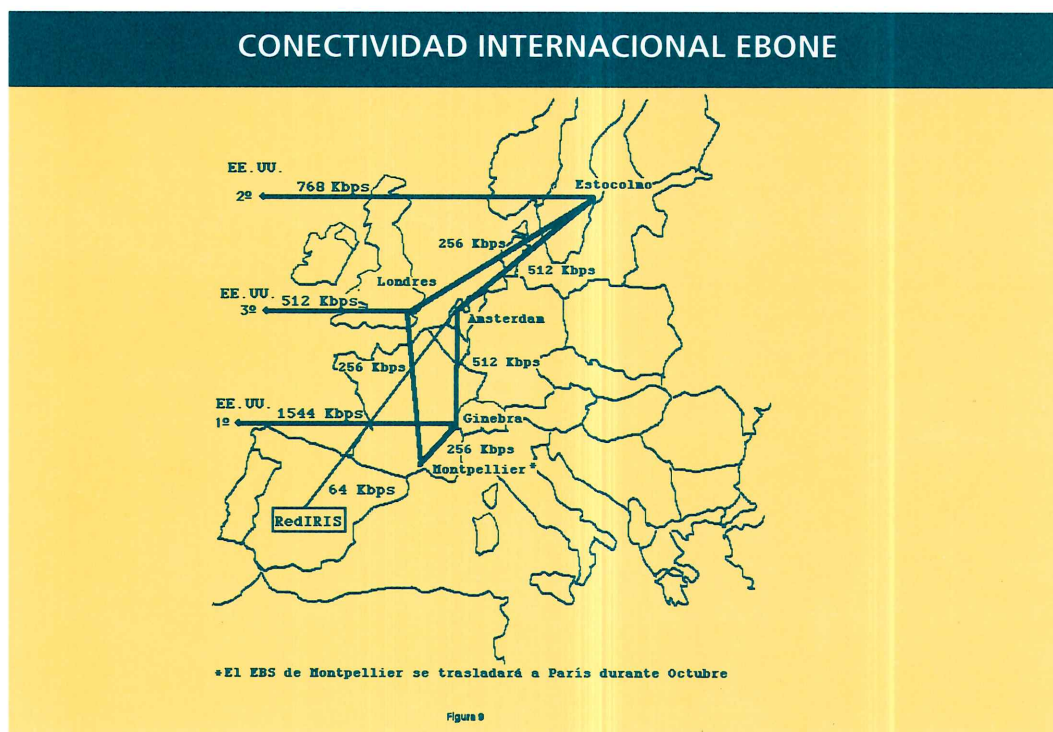 CONECTIVIDAD INTERNACIONAL EBONE
EE.UU.
2º
768 Kbps
Estocolmo
256 Kbps
512 Kbps
Londres
EE.UU.
3º
512 Kbps
Amsterdam
256 Kbps
512 Kbps
EE.UU.
1º
1544 Kbps
Ginebra
256 Kbps
Montpellier*
64 Kbps
RedIRIS
*El EBS de Montpellier se trasladará a París durante Octubre
Figura 9